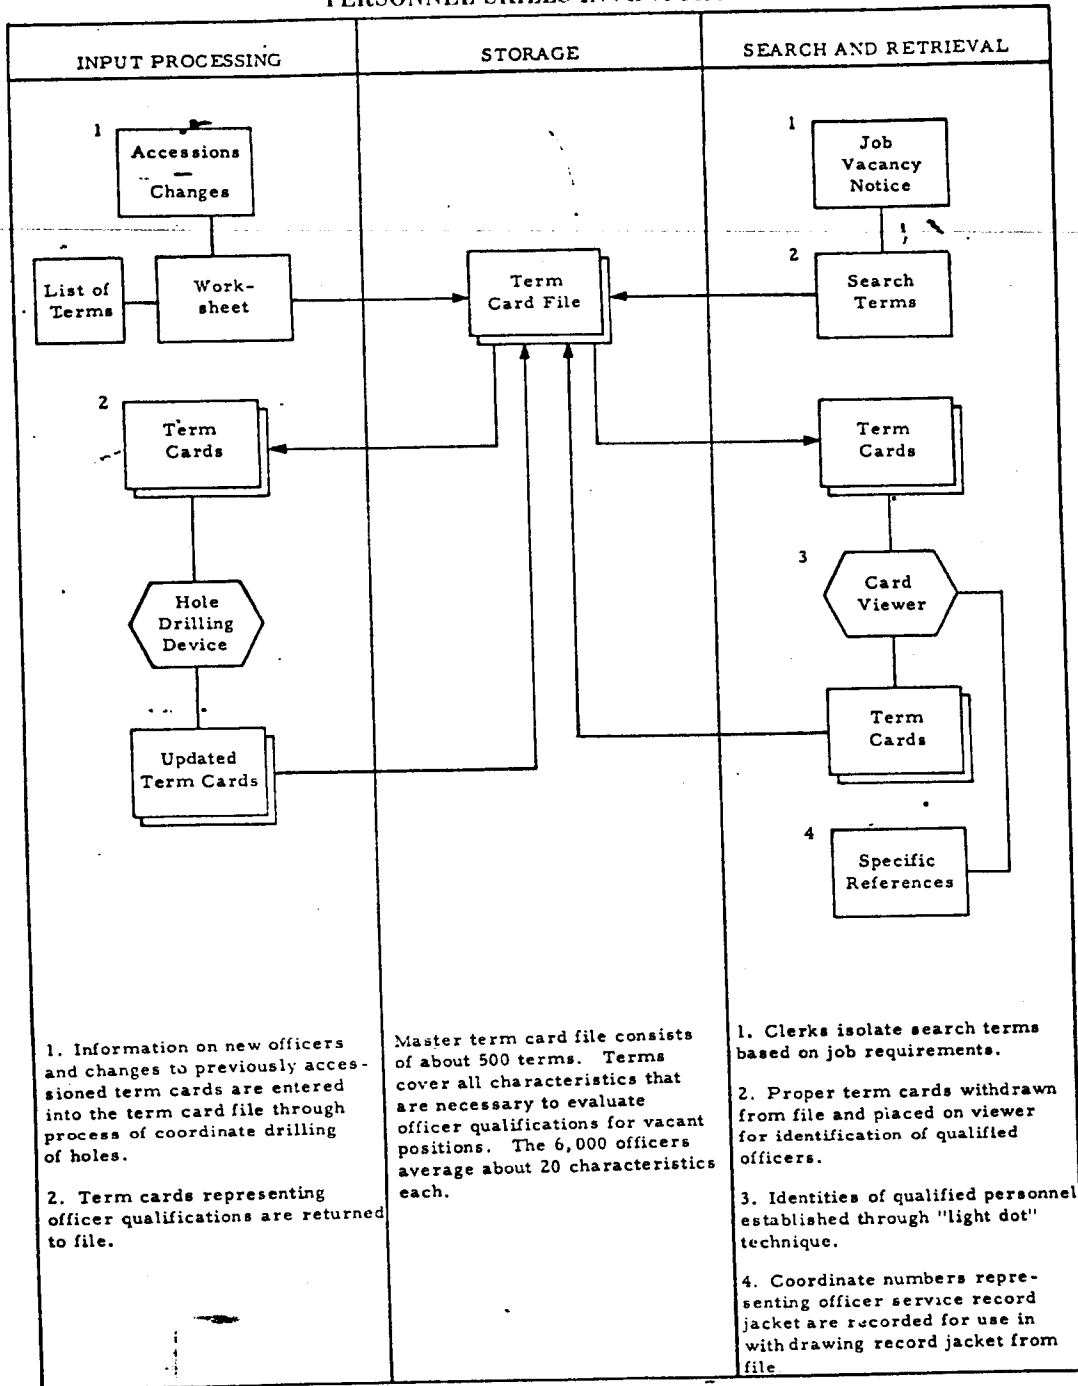 PERSONNEL SKILLS
INPUT PROCESSING
STORAGE
SEARCH AND RETRIEVAL
1
Accessions
Changes
List of
Terms
Work-
sheet
2
Term
Cards
Hole
Drilling
Device
Updated
Term Cards
Term
Card File
1
Job
Vacancy
Notice
2
Search
Terms
Term
Cards
3
Card
Viewer
Term
Cards
4
Specific
References
1. Information on new officers
and changes to previously acces-
sioned term cards are entered
into the term card file through
process of coordinate drilling
of holes.
2. Term cards representing
officer qualifications are returned
to file.
Master term card file consists
of about 500 terms. Terms
cover all characteristics that
are necessary to evaluate
officer qualifications for vacant
positions. The 6,000 officers
average about 20 characteristics
each.
1. Clerks isolate search terms
based on job requirements.
2. Proper term cards withdrawn
from file and placed on viewer
for identification of qualified
officers.
3. Identities of qualified personnel
established through "light dot"
technique.
4. Coordinate numbers repre-
senting officer service record
jacket are recorded for use in
withdrawing record jacket from
file